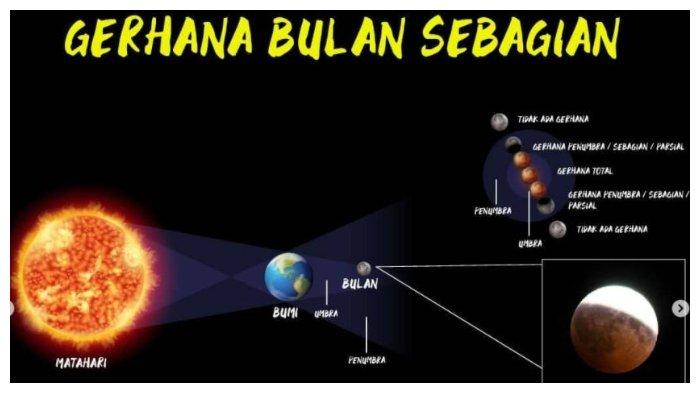 GERHANA BULAN SEBAGIAN
TIDAK ADA GERHANA
GERHANA PENUMBRA / SEBAGIAN / PARSIAL
GERHANA TOTAL
GERHANA PENUMBRA / SEBAGIAN /
PARSIAL
PENUMBRA
UMBRA
TIDAK ADA GERHANA
BULAN
BUMI
UMBRA
PENUMBRA
MATAHARI